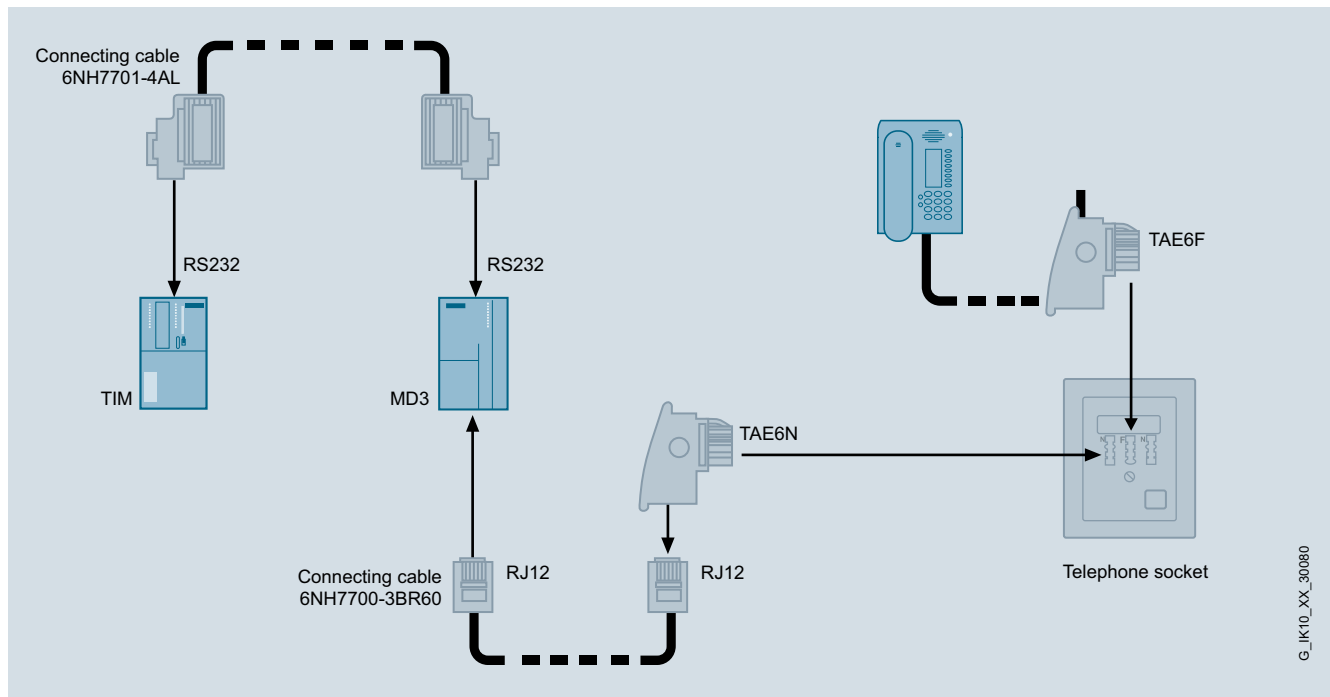 Connecting cable
6NH7701-4AL
RS232
RS232
TIM
MD3
TAE6F
TAE6N
N F N
Connecting cable
6NH7700-3BR60
RJ12
RJ12
Telephone socket
G_IK10_XX_30080